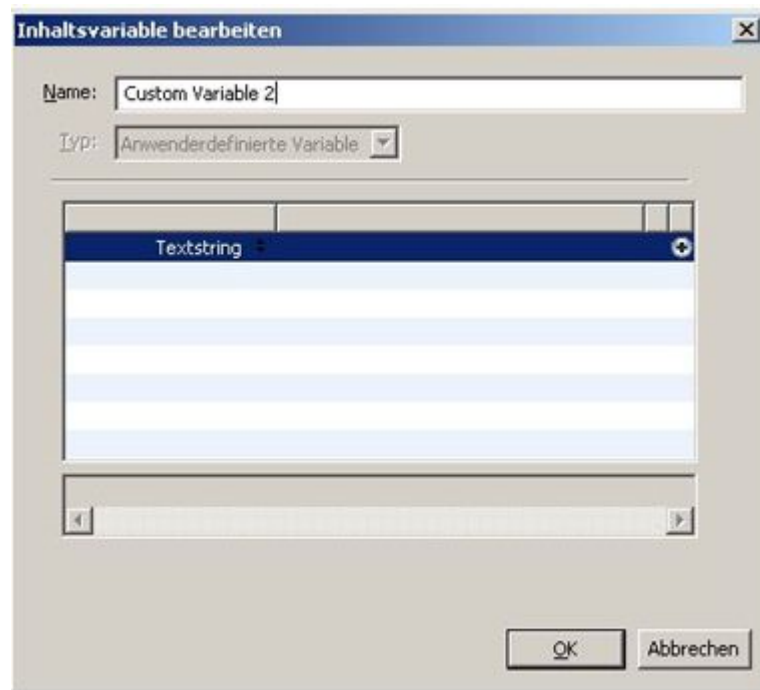 Inhaltsvariable bearbeiten
Name: Custom Variable 2
Typ: Anwenderdefinierte Variable
Textstring
OK Abbrechen